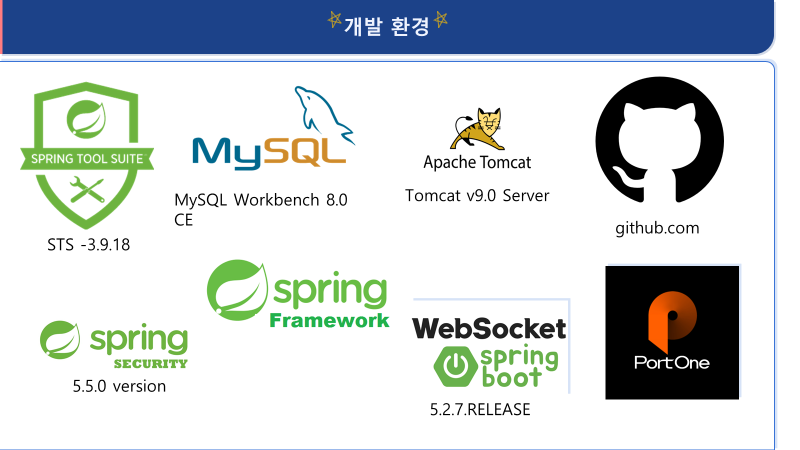 개발 환경
SPRING TOOL SUITE
STS -3.9.18
MySQL
MySQL Workbench 8.0
CE
Apache Tomcat
Tomcat v9.0 Server
github.com
spring
SECURITY
5.5.0 version
spring
Framework
WebSocket
spring
boot
5.2.7.RELEASE
PortOne